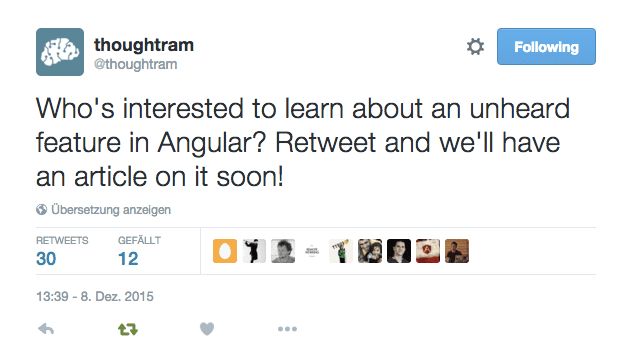 thoughtram
@thoughtram
Following
Who's interested to learn about an unheard
feature in Angular? Retweet and we'll have
an article on it soon!
Übersetzung anzeigen
RETWEETS
GEFÄLLT
30
12
13:39 - 8. Dez. 2015